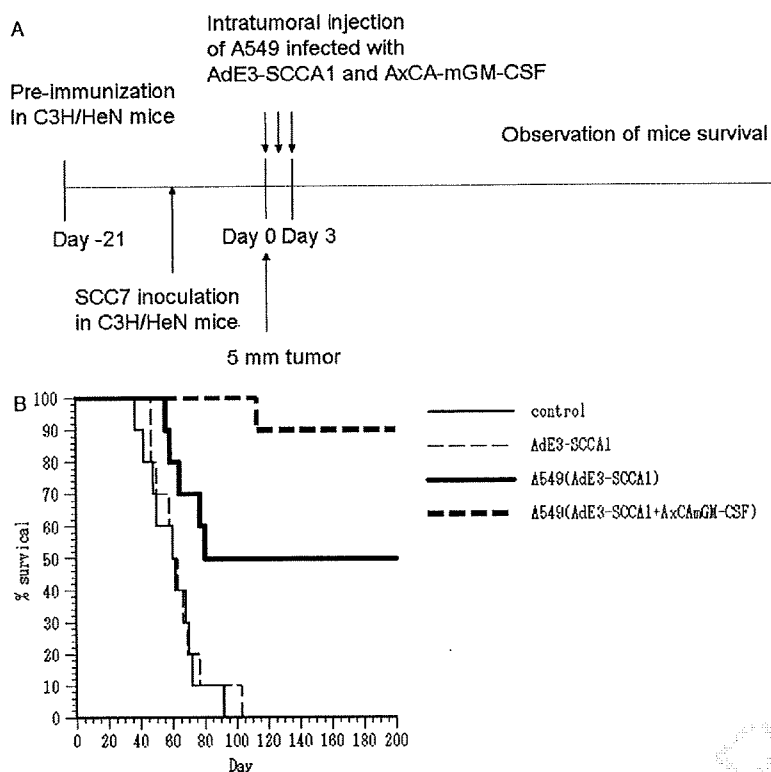 A
Intratumoral injection
of A549 infected with
AdE3-SCCA1 and AxCA-mGM-CSF
Pre-immunization
In C3H/HeN mice
Observation of mice survival
Day -21
Day 0
Day 3
SCC7 inoculation
in C3H/HeN mice
5 mm tumor
B
100
90
80
70
60
50
40
30
20
10
0
% survical
0 20 40 60 80 100 120 140 160 180 200
Day
control
AdE3-SCCA1
A549(AdE3-SCCA1)
A549(AdE3-SCCA1+AxCAmGM-CSF)